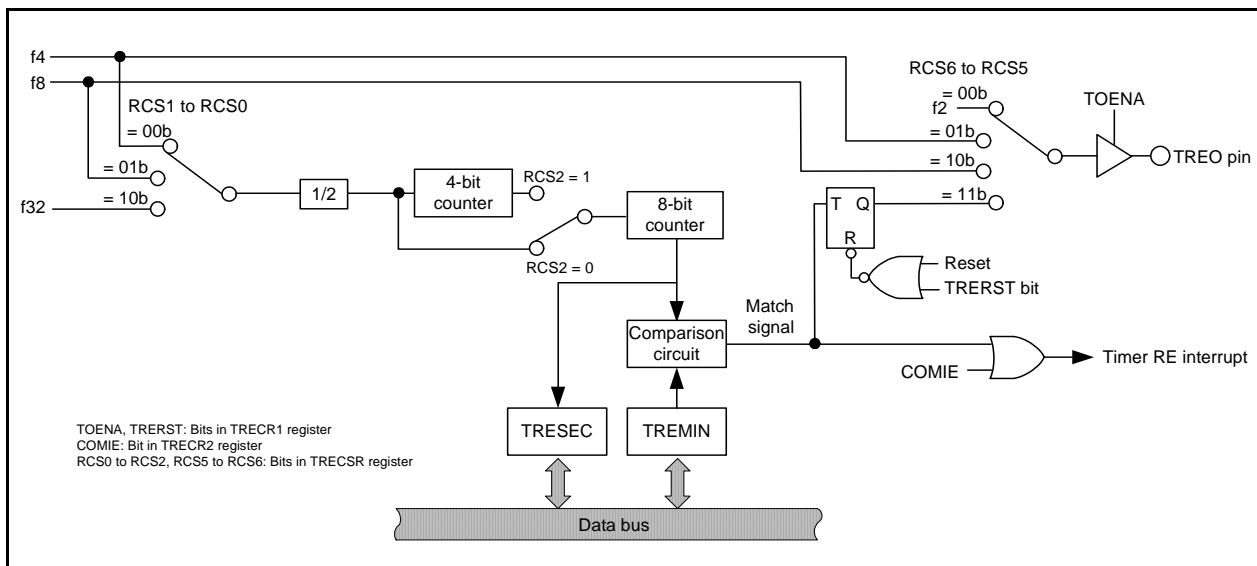 f4
f8
RCS1 to RCS0
= 00b
= 01b
= 10b
f32
1/2
4-bit
counter
RCS2 = 1
RCS2 = 0
8-bit
counter
RCS6 to RCS5
= 00b
f2
= 01b
= 10b
= 11b
TOENA
TREO pin
T Q
R
Reset
TRERST bit
Comparison
circuit
Match
signal
COMIE
Timer RE interrupt
TRESEC
TREMIN
TOENA, TRERST: Bits in TRECR1 register
COMIE: Bit in TRECR2 register
RCS0 to RCS2, RCS5 to RCS6: Bits in TRECSR register
Data bus